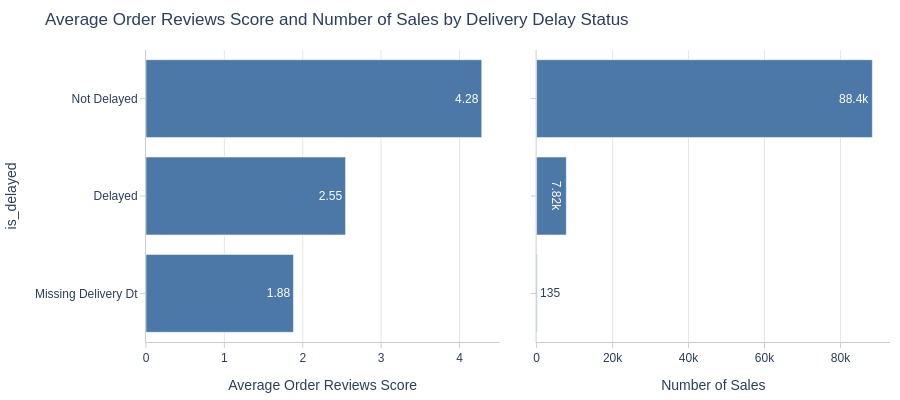 Average Order Reviews Score and Number of Sales by Delivery Delay Status
is_delayed
Not Delayed
4.28
88.4k
Delayed
2.55
7.82k
Missing Delivery Dt
1.88
135
0 1 2 3 4
0 20k 40k 60k 80k
Average Order Reviews Score
Number of Sales